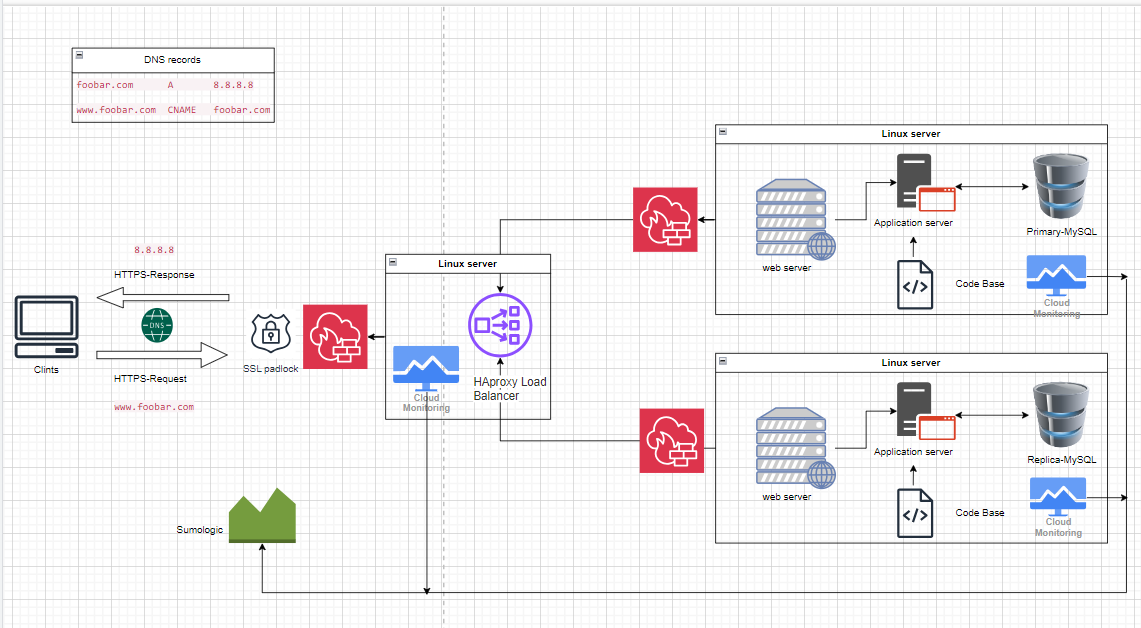 DNS records
foobar.com A 8.8.8.8
www.foobar.com CNAME foobar.com
Linux server
Application server
Primary-MySQL
web server
Code Base
Cloud
Monitoring
8.8.8.8
HTTPS-Response
DNS
HTTPS-Request
www.foobar.com
Clints
SSL padlock
Linux server
HAproxy Load
Balancer
Cloud
Monitoring
Linux server
Application server
Replica-MySQL
web server
Code Base
Cloud
Monitoring
Sumologic